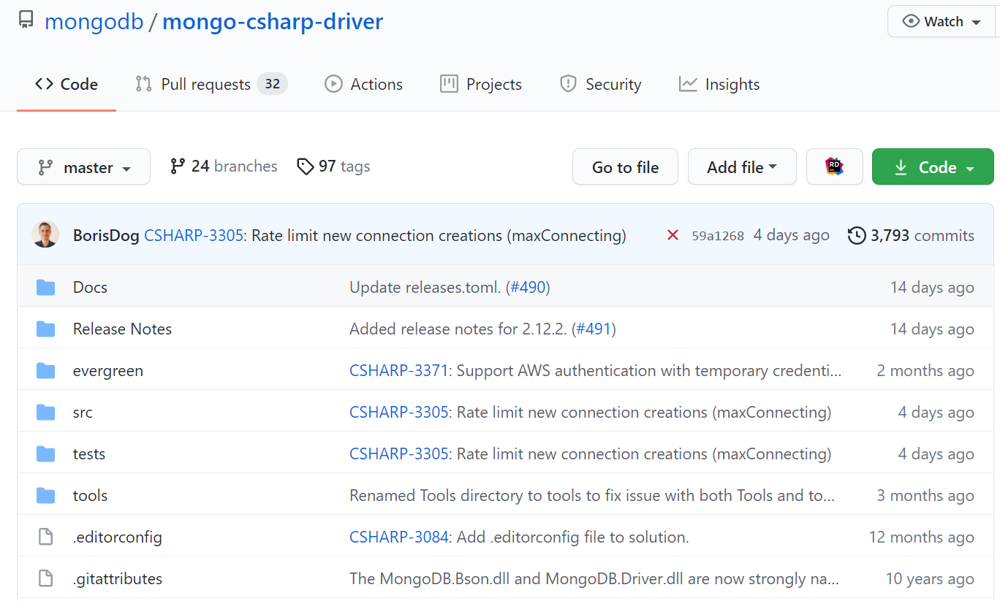 mongodb / mongo-csharp-driver
Watch
Code Pull requests 32 Actions Projects Security Insights
master 24 branches 97 tags Go to file Add file RD Code
BorisDog CSHARP-3305: Rate limit new connection creations (maxConnecting) 59a1268 4 days ago 3,793 commits
Docs Update releases.toml. (#490) 14 days ago
Release Notes Added release notes for 2.12.2. (#491) 14 days ago
evergreen CSHARP-3371: Support AWS authentication with temporary credenti... 2 months ago
src CSHARP-3305: Rate limit new connection creations (maxConnecting) 4 days ago
tests CSHARP-3305: Rate limit new connection creations (maxConnecting) 4 days ago
tools Renamed Tools directory to tools to fix issue with both Tools and to... 3 months ago
.editorconfig CSHARP-3084: Add .editorconfig file to solution. 12 months ago
.gitattributes The MongoDB.Bson.dll and MongoDB.Driver.dll are now strongly na... 10 years ago